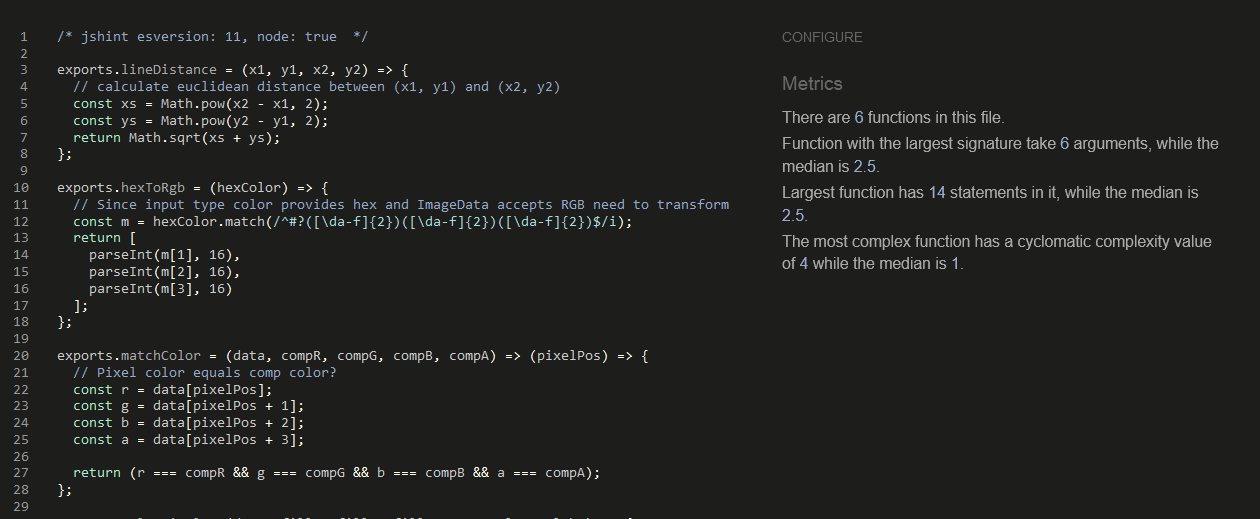 1 /* jshint esversion: 11, node: true  */
2
3 exports.lineDistance = (x1, y1, x2, y2) => {
4   // calculate euclidean distance between (x1, y1) and (x2, y2)
5   const xs = Math.pow(x2 - x1, 2);
6   const ys = Math.pow(y2 - y1, 2);
7   return Math.sqrt(xs + ys);
8 };
9
10 exports.hexToRgb = (hexColor) => {
11   // Since input type color provides hex and ImageData accepts RGB need to transform
12   const m = hexColor.match(/^#?([\da-f]{2})([\da-f]{2})([\da-f]{2})$/i);
13   return [
14     parseInt(m[1], 16),
15     parseInt(m[2], 16),
16     parseInt(m[3], 16)
17   ];
18 };
19
20 exports.matchColor = (data, compR, compG, compB, compA) => (pixelPos) => {
21   // Pixel color equals comp color?
22   const r = data[pixelPos];
23   const g = data[pixelPos + 1];
24   const b = data[pixelPos + 2];
25   const a = data[pixelPos + 3];
26
27   return (r === compR && g === compG && b === compB && a === compA);
28 };
29
CONFIGURE
Metrics
There are 6 functions in this file.
Function with the largest signature take 6 arguments, while the
median is 2.5.
Largest function has 14 statements in it, while the median is
2.5.
The most complex function has a cyclomatic complexity value
of 4 while the median is 1.